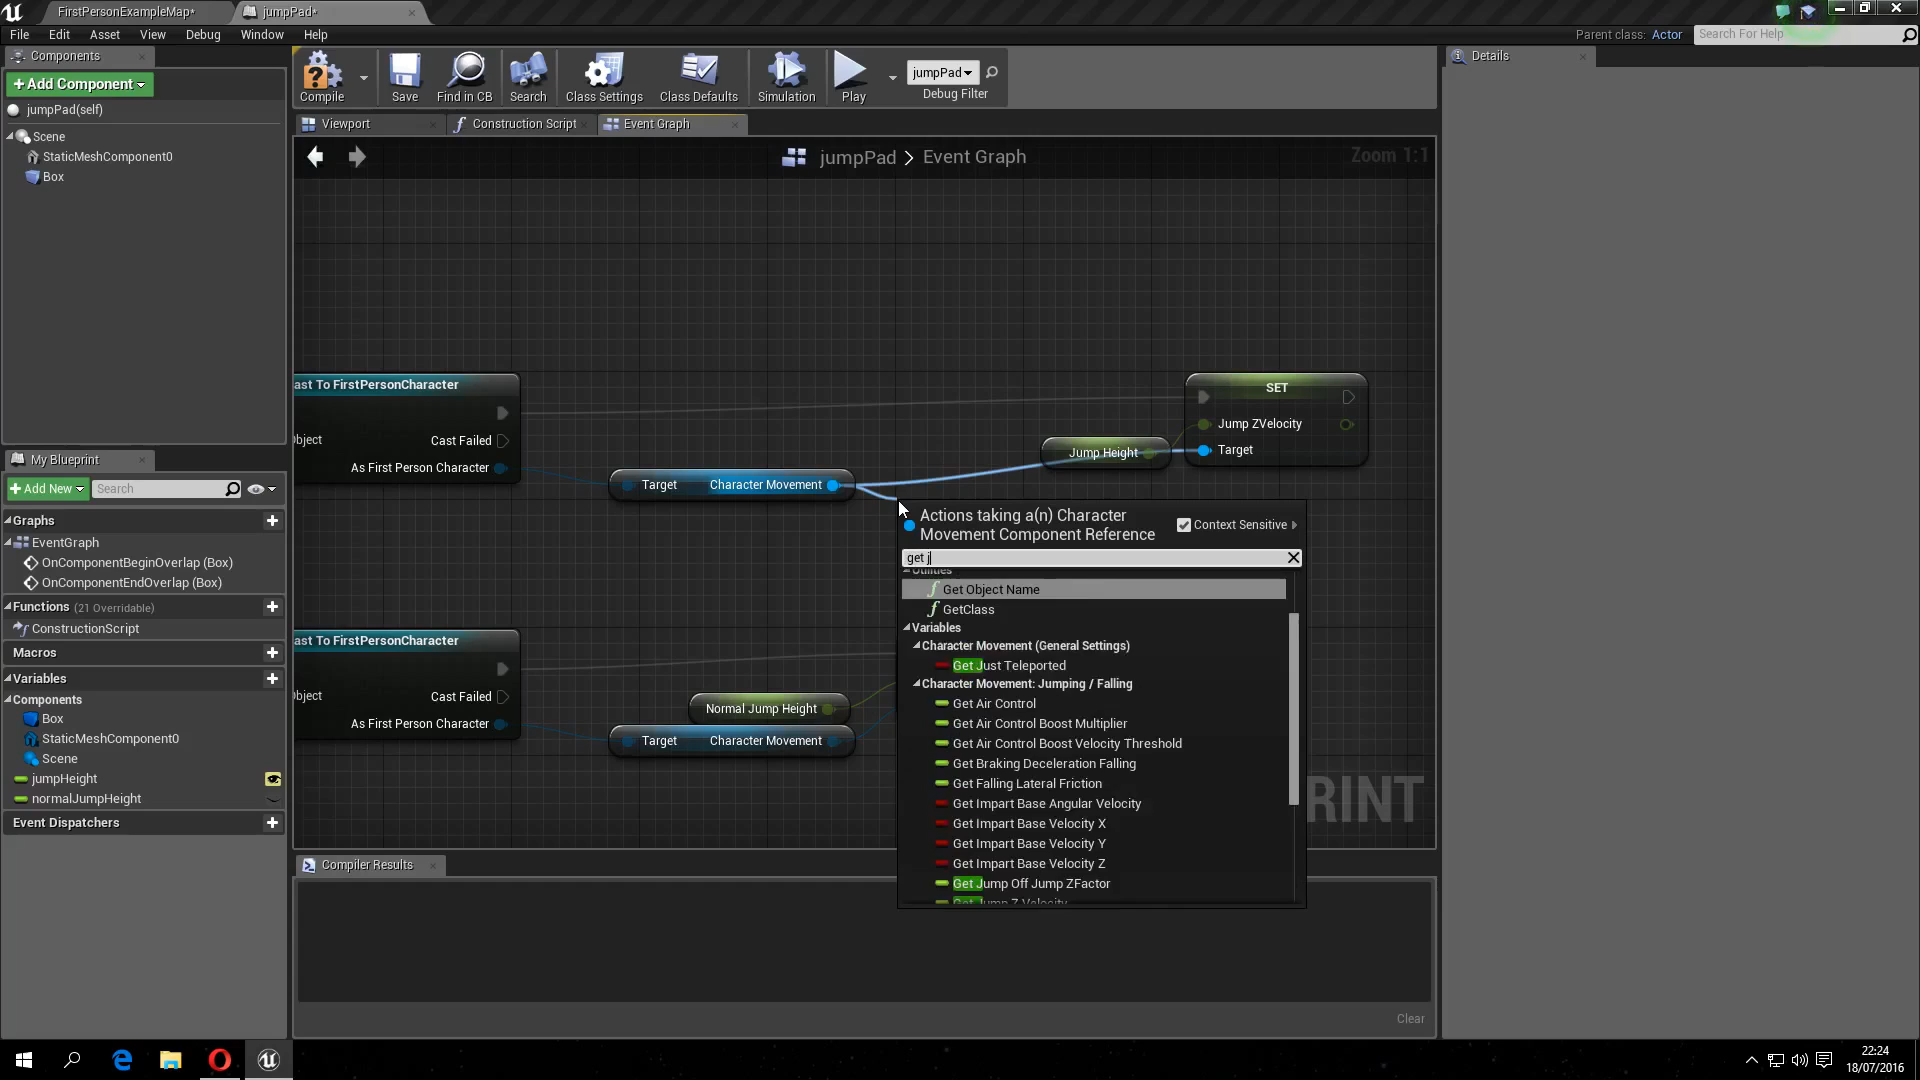 FirstPersonExampleMap*
jumpPad*
File
Edit
Asset
View
Debug
Window
Help
Parent class: Actor
Search For Help
Components
+Add Component
jumpPad(self)
Scene
StaticMeshComponent0
Box
Compile
Save
Find in CB
Search
Class Settings
Class Defaults
Simulation
Play
jumpPad
Debug Filter
Details
Viewport
Construction Script
Event Graph
jumpPad > Event Graph
Zoom 1:1
ast To FirstPersonCharacter
bject
Cast Failed
As First Person Character
Target
Character Movement
Jump Height
SET
Jump ZVelocity
Target
Actions taking a(n) Character
Movement Component Reference
Context Sensitive
get j
Utilities
Get Object Name
GetClass
Variables
Character Movement (General Settings)
Get Just Teleported
Character Movement: Jumping / Falling
Get Air Control
Get Air Control Boost Multiplier
Get Air Control Boost Velocity Threshold
Get Braking Deceleration Falling
Get Falling Lateral Friction
Get Impart Base Angular Velocity
Get Impart Base Velocity X
Get Impart Base Velocity Y
Get Impart Base Velocity Z
Get Jump Off Jump ZFactor
Get Jump Z Velocity
ast To FirstPersonCharacter
bject
Cast Failed
As First Person Character
Normal Jump Height
Target
Character Movement
RINT
My Blueprint
+Add New
Search
Graphs
EventGraph
OnComponentBeginOverlap (Box)
OnComponentEndOverlap (Box)
Functions (21 Overridable)
ConstructionScript
Macros
Variables
Components
Box
StaticMeshComponent0
Scene
jumpHeight
normalJumpHeight
Event Dispatchers
Compiler Results
Clear
22:24
18/07/2016